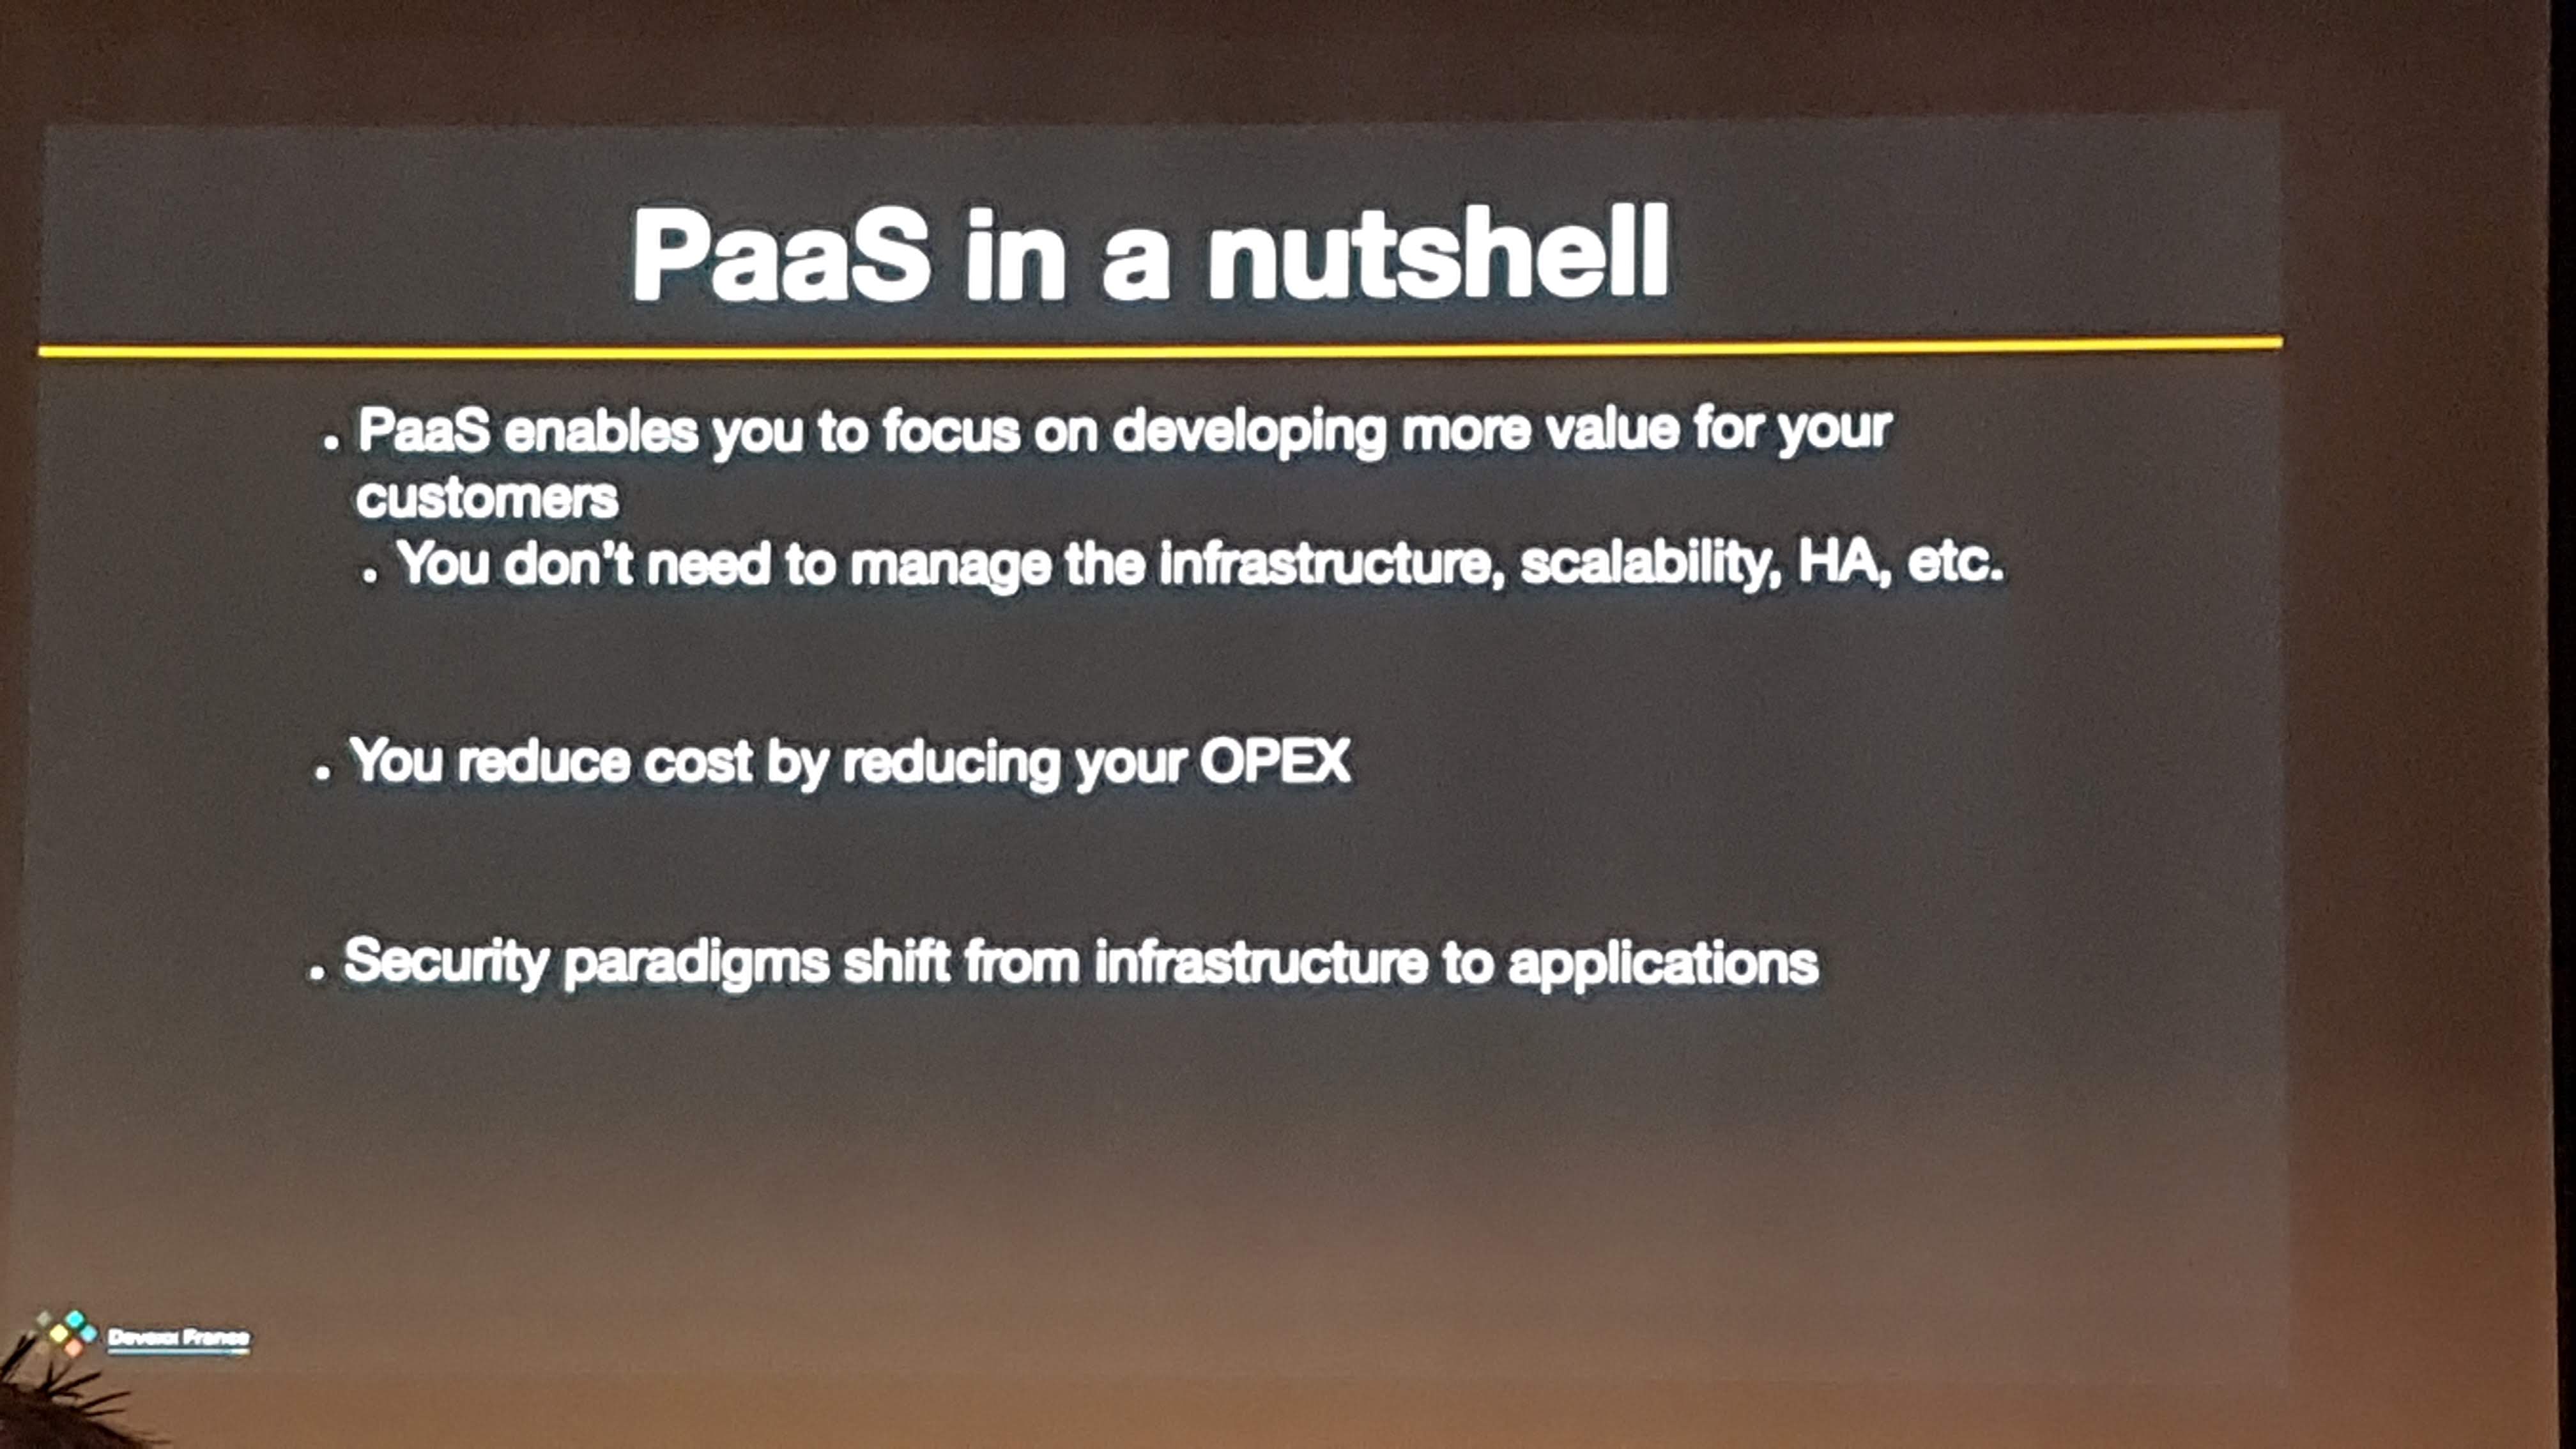 PaaS in a nutshell
. PaaS enables you to focus on developing more value for your
customers
. You don't need to manage the infrastructure, scalability, HA, etc.
. You reduce cost by reducing your OPEX
. Security paradigms shift from infrastructure to applications
Devoxx France